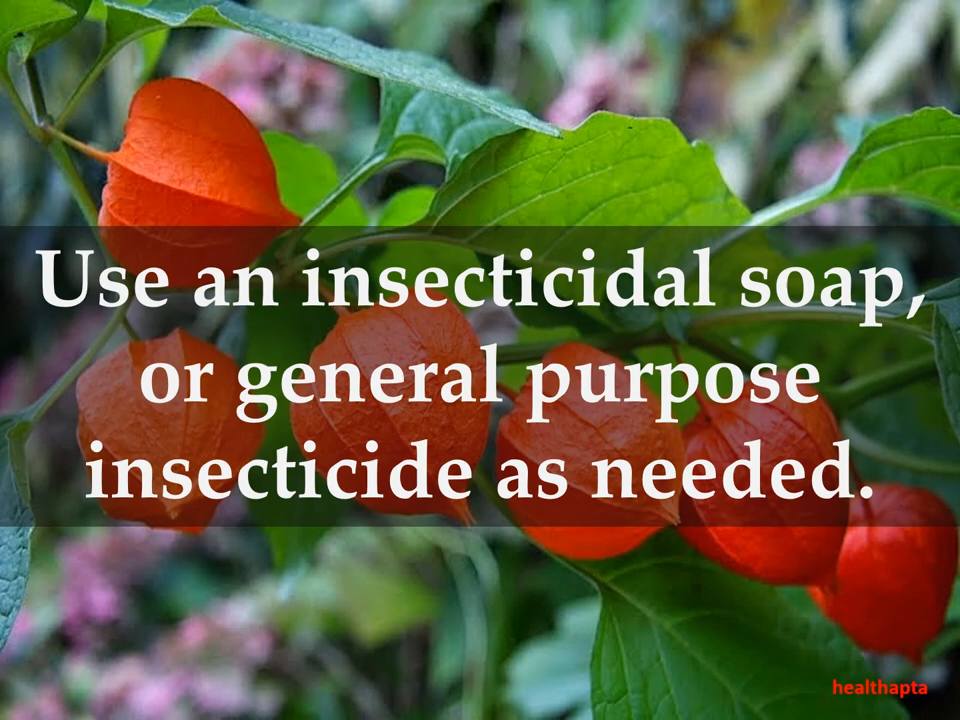 Use an insecticidal soap,
or general purpose
insecticide as needed.
healthapta